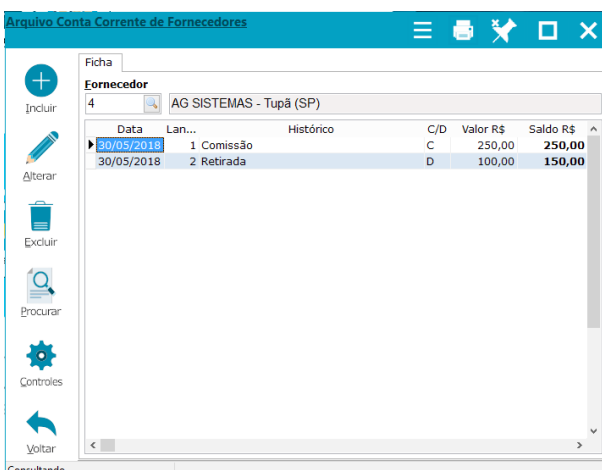 Arquivo Conta Corrente de Fornecedores
Ficha
Fornecedor
4 AG SISTEMAS - Tupã (SP)
Data Lan... Histórico C/D Valor R$ Saldo R$
30/05/2018 1 Comissão C 250,00 250,00
30/05/2018 2 Retirada D 100,00 150,00
Incluir
Alterar
Excluir
Procurar
Controles
Voltar
Consultando